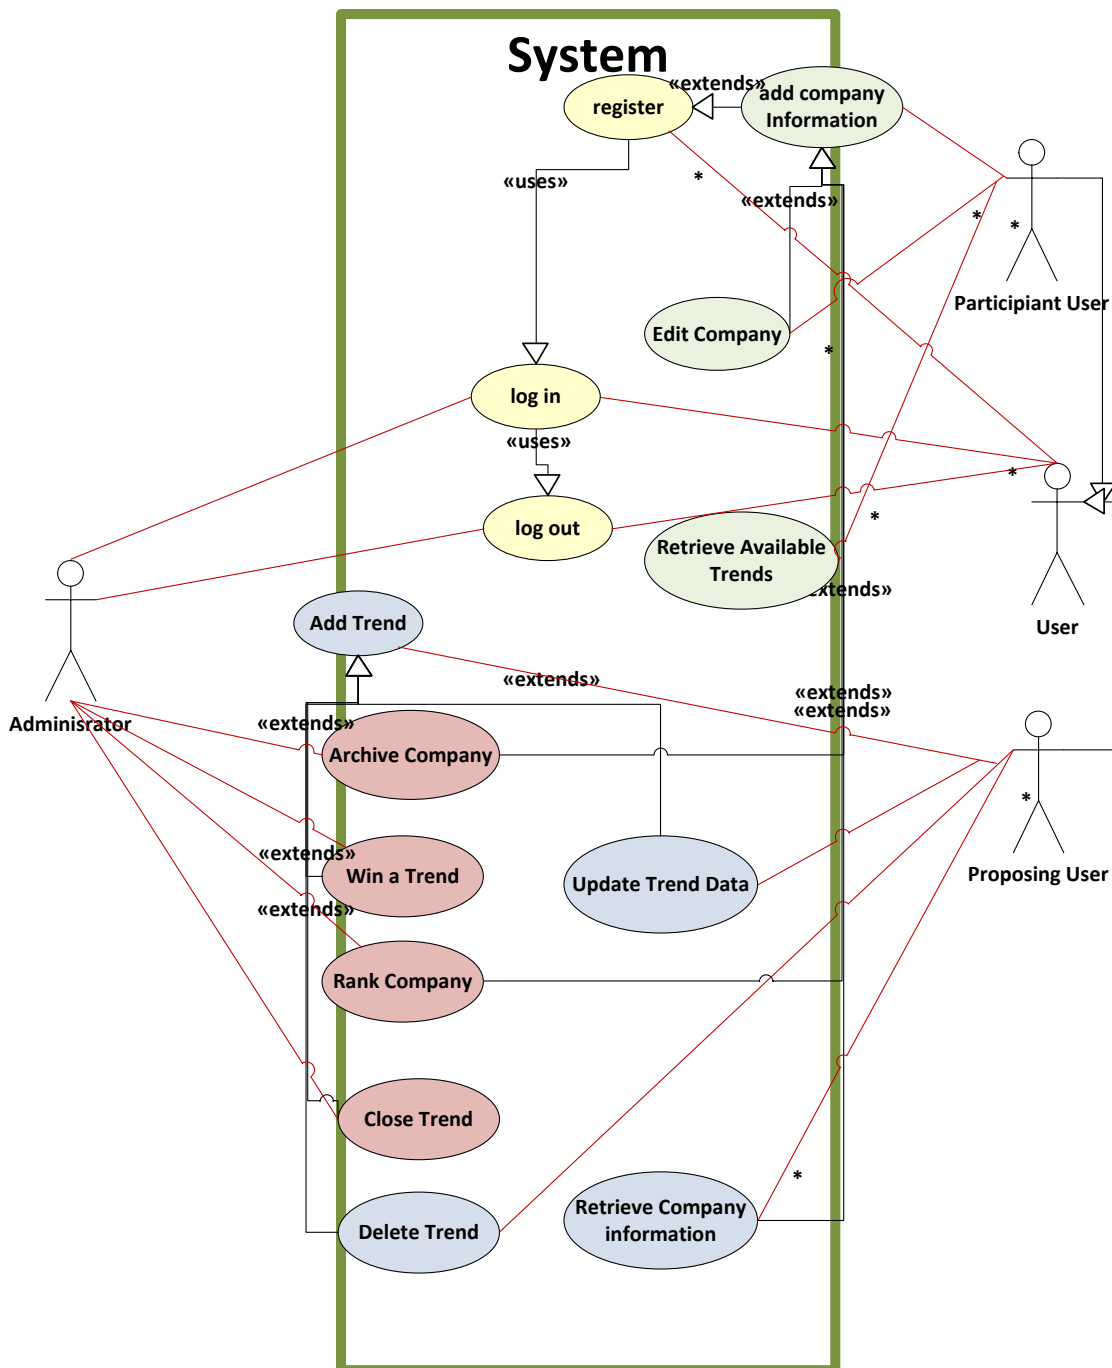 System
«extends»
add company
Information
register
«uses»
*
«extends»
*
*
Participiant User
Edit Company
*
log in
«uses»
*
log out
*
Retrieve Available
Trends
«extends»
User
Add Trend
«extends»
«extends»
«extends»
«extends»
Adminisrator
Archive Company
*
«extends»
Win a Trend
Update Trend Data
Proposing User
«extends»
Rank Company
Close Trend
*
Retrieve Company
information
Delete Trend